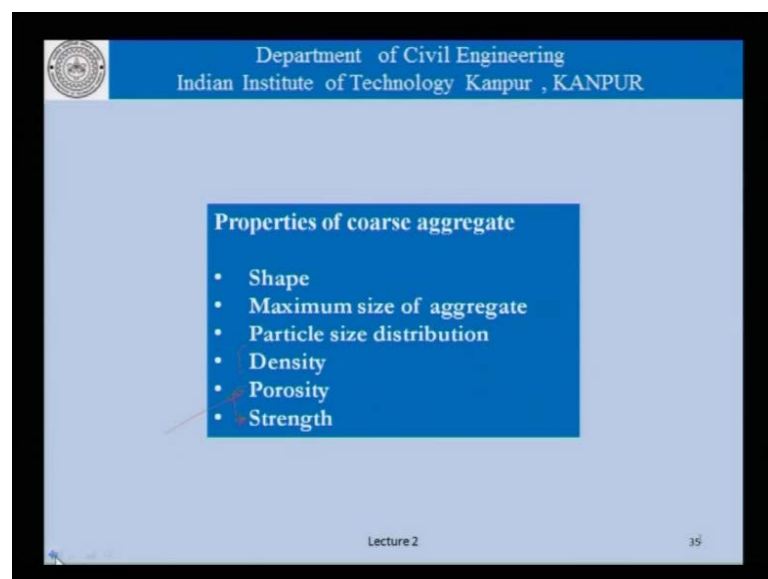 Department of Civil Engineering
Indian Institute of Technology Kanpur , KANPUR
Properties of coarse aggregate
• Shape
• Maximum size of aggregate
• Particle size distribution
• Density
• Porosity
• Strength
Lecture 2
35